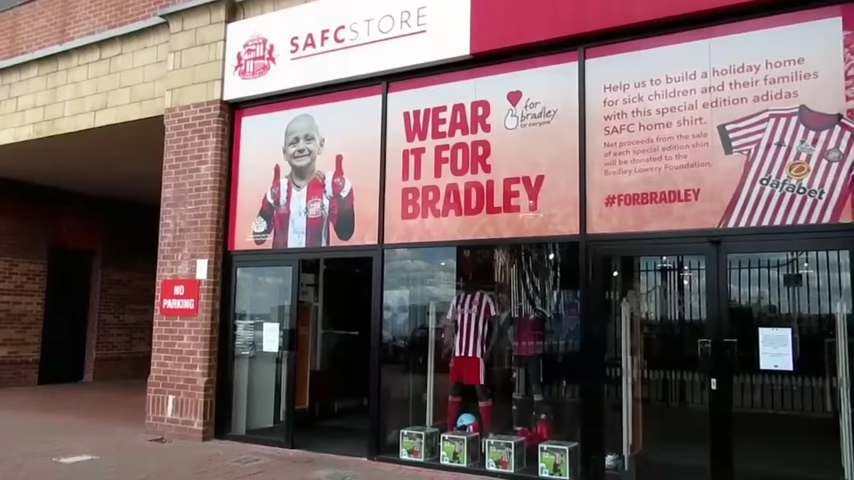 SAFCSTORE
WEAR
IT FOR
BRADLEY
for
bradley
for everyone
Help us to build a holiday home
for sick children and their families
with this special edition adidas
SAFC home shirt.
Net proceeds from the sale
of each special edition shirt
will be donated to the
Bradley Lowery Foundation.
#FORBRADLEY
dafabet
NO
PARKING